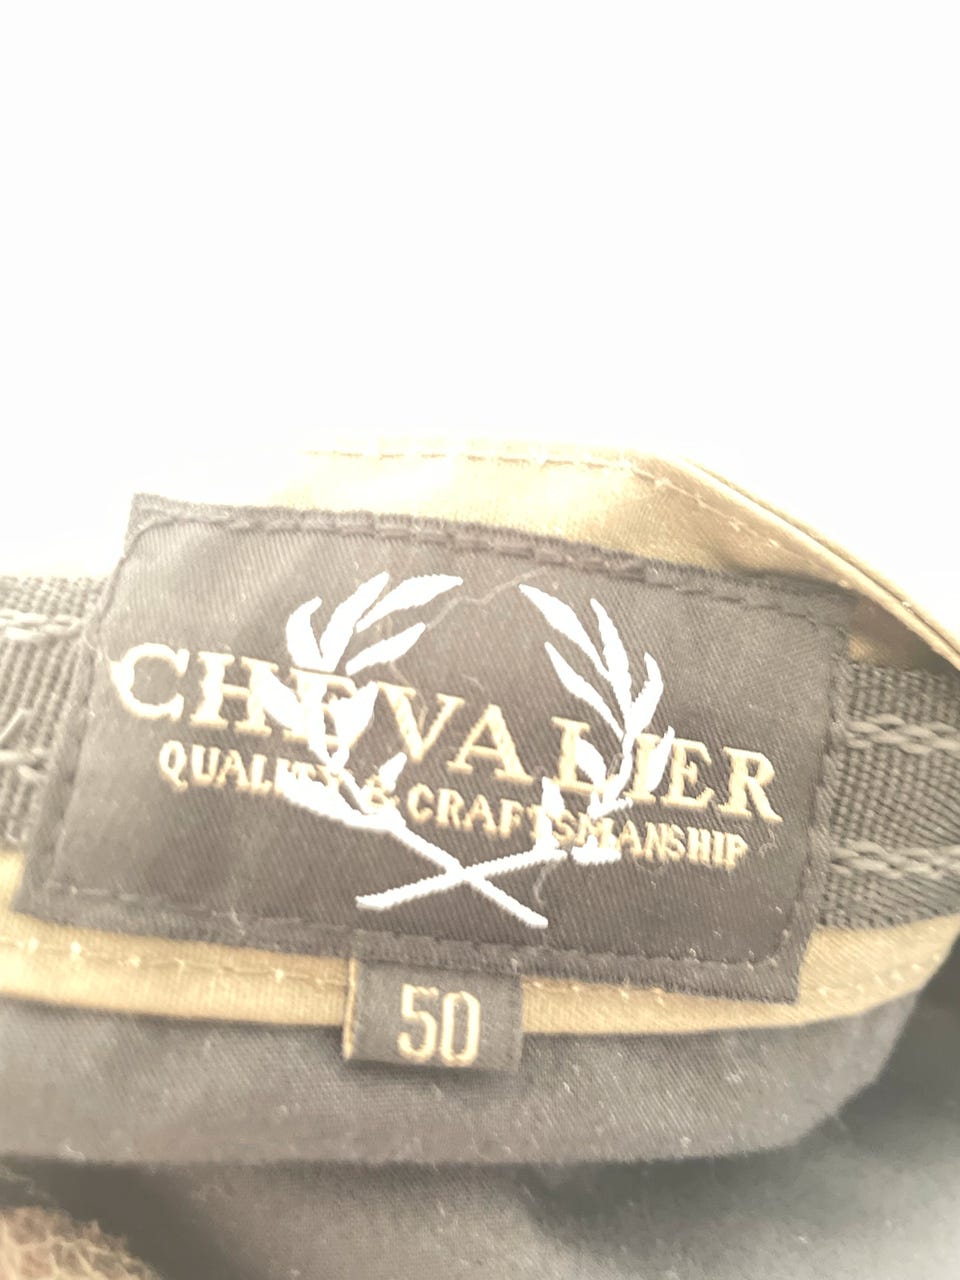 CHEVALIER
QUALITY & CRAFTSMANSHIP
50